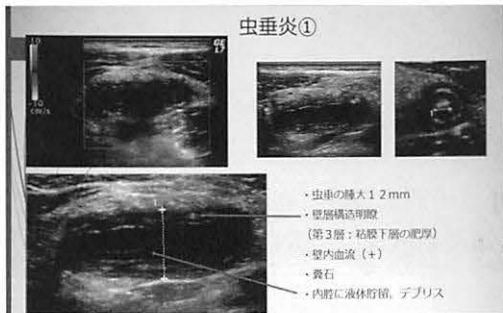 虫垂炎①
-10
cm/s
・虫垂の腫大12mm
・壁層構造明瞭
(第3層：粘膜下層の肥厚)
・壁内血流 (+)
・糞石
・内腔に液体貯留、デブリス